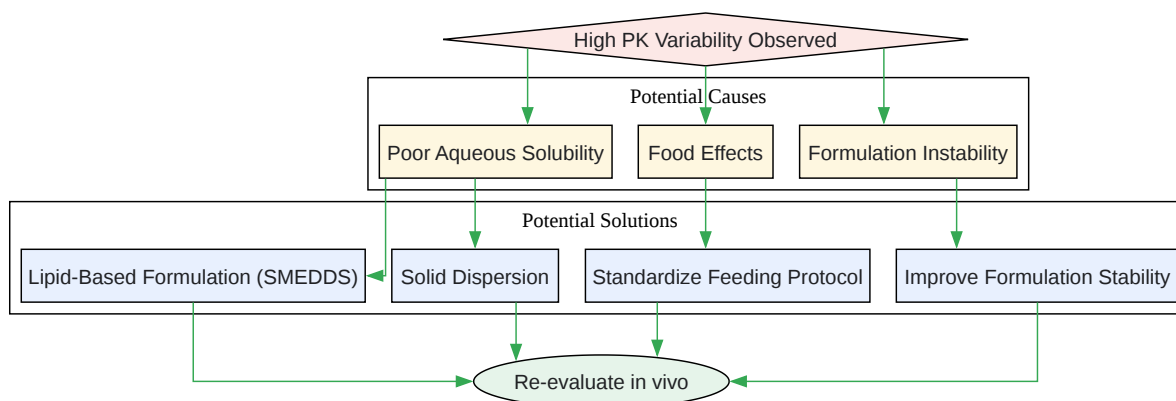 High PK Variability Observed
Potential Causes
Poor Aqueous Solubility
Food Effects
Formulation Instability
Potential Solutions
Lipid-Based Formulation (SMEDDS)
Solid Dispersion
Standardize Feeding Protocol
Improve Formulation Stability
Re-evaluate in vivo